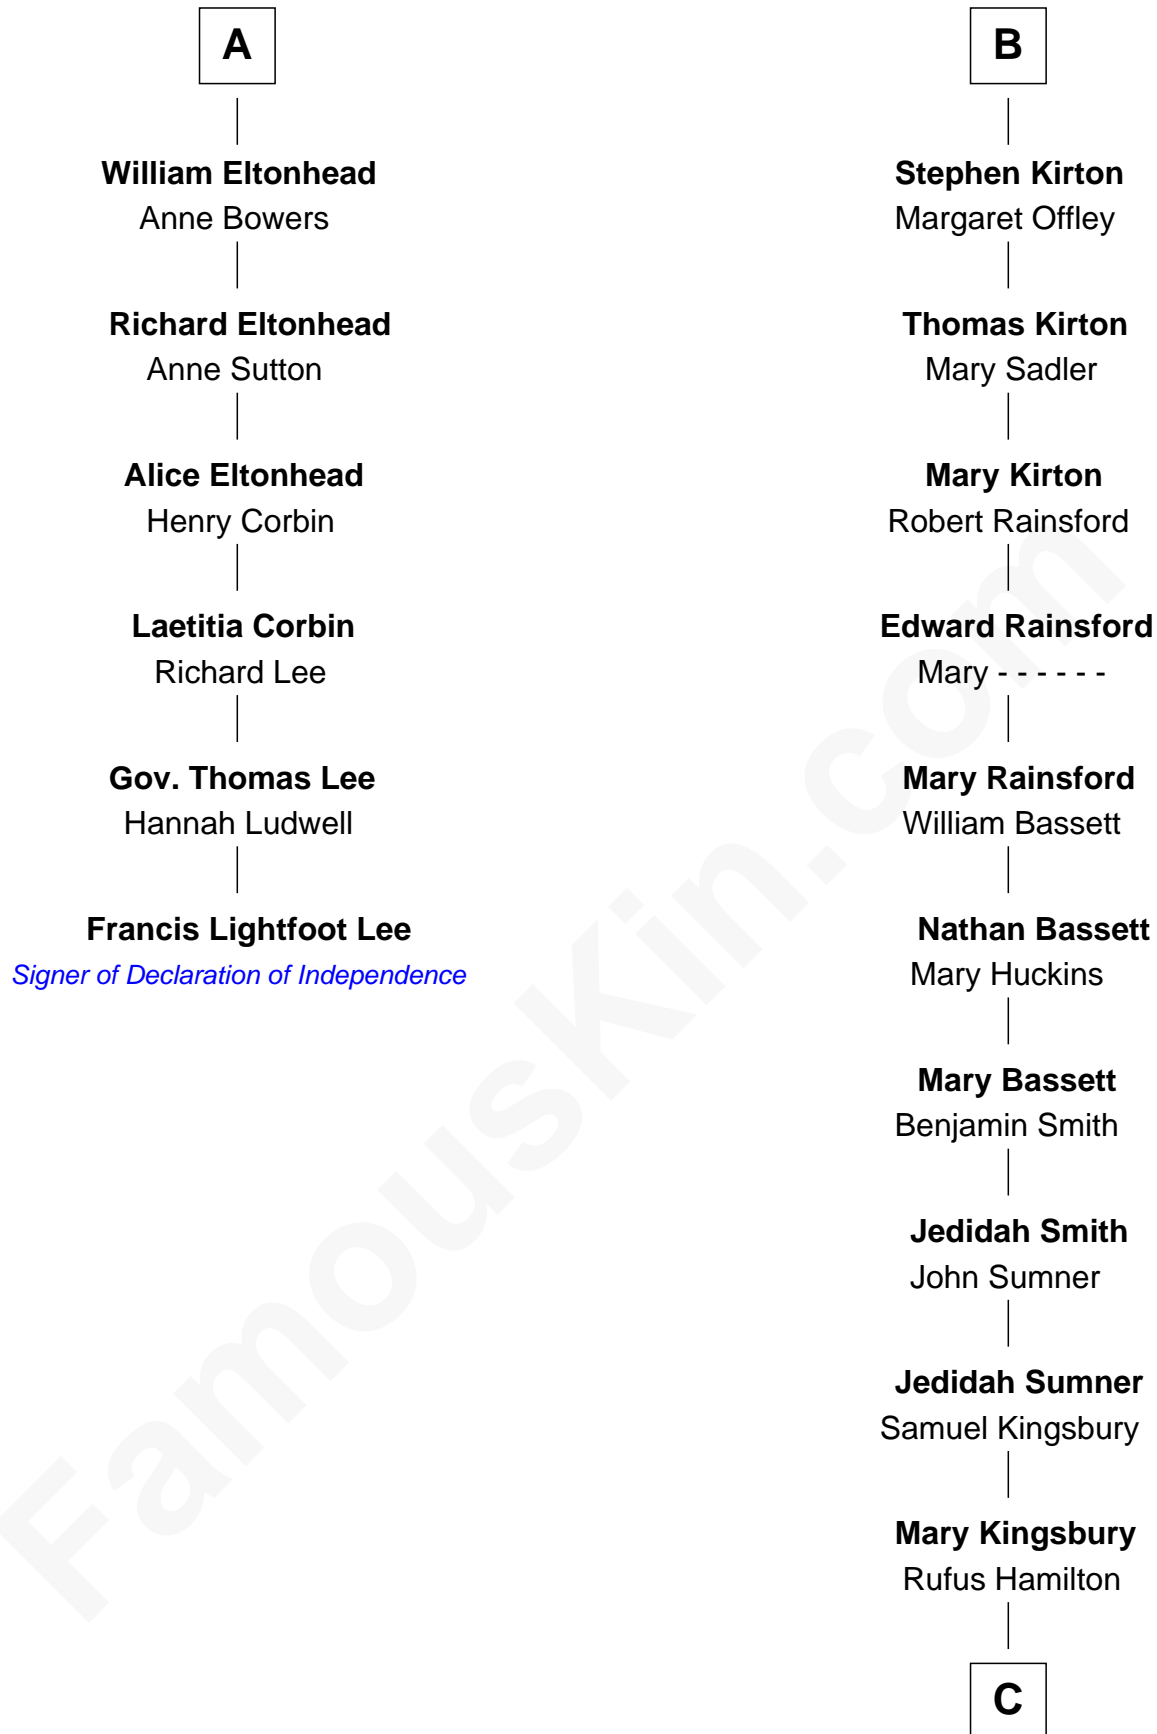 A
William Eltonhead
Anne Bowers
Richard Eltonhead
Anne Sutton
Alice Eltonhead
Henry Corbin
Laetitia Corbin
Richard Lee
Gov. Thomas Lee
Hannah Ludwell
Francis Lightfoot Lee
Signer of Declaration of Independence
B
Stephen Kirton
Margaret Offley
Thomas Kirton
Mary Sadler
Mary Kirton
Robert Rainsford
Edward Rainsford
Mary - - - - - -
Mary Rainsford
William Bassett
Nathan Bassett
Mary Huckins
Mary Bassett
Benjamin Smith
Jedidah Smith
John Sumner
Jedidah Sumner
Samuel Kingsbury
Mary Kingsbury
Rufus Hamilton
C
FamousKin.com